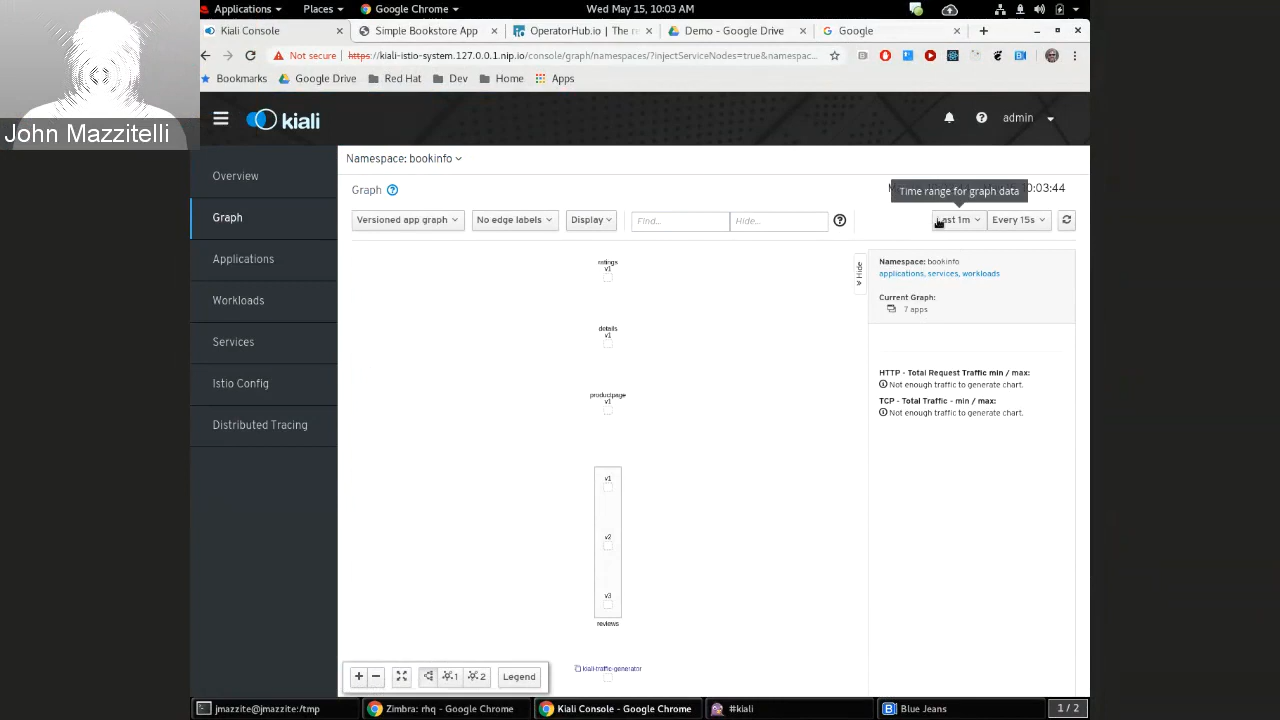 Applications Places Google Chrome Wed May 15, 10:03 AM
Kiali Console Simple Bookstore App OperatorHub.io | The re Demo - Google Drive Google
Not secure https://kiali-istio-system.127.0.0.1.nip.io/console/graph/namespaces/?injectServiceNodes=true&namespac...
Bookmarks Google Drive Red Hat Dev Home Apps
John Mazzitelli
kiali admin
Namespace: bookinfo
Overview
Graph
Applications
Workloads
Services
Istio Config
Distributed Tracing
Graph
Time range for graph data
10:03:44
Versioned app graph No edge labels Display Find... Hide... Last 1m Every 15s
Hide
Namespace: bookinfo
applications, services, workloads
Current Graph:
7 apps
HTTP - Total Request Traffic min / max:
Not enough traffic to generate chart.
TCP - Total Traffic - min / max:
Not enough traffic to generate chart.
ratings
v1
details
v1
productpage
v1
v1
v2
v3
reviews
kiali-traffic-generator
1 2 Legend
jmazzite@jmazzite:/tmp Zimbra: rhq - Google Chrome Kiali Console - Google Chrome #kiali Blue Jeans 1 / 2